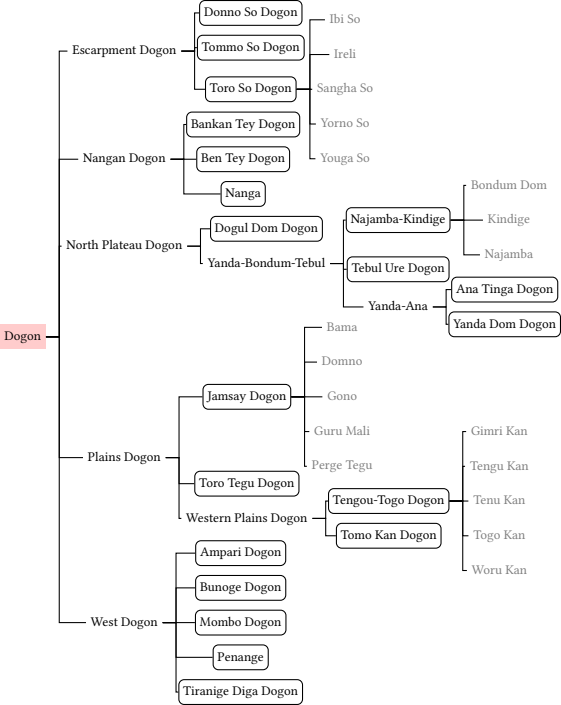 Donno So Dogon
Ibi So
Escarpment Dogon
Tommo So Dogon
Ireli
Toro So Dogon
Sangha So
Bankan Tey Dogon
Yorno So
Nangan Dogon
Ben Tey Dogon
Youga So
Nanga
Bondum Dom
Najamba-Kindige
Kindige
Dogul Dom Dogon
North Plateau Dogon
Najamba
Yanda-Bondum-Tebul
Tebul Ure Dogon
Ana Tinga Dogon
Yanda-Ana
Yanda Dom Dogon
Dogon
Bama
Domno
Jamsay Dogon
Gono
Guru Mali
Gimri Kan
Plains Dogon
Perge Tegu
Tengu Kan
Toro Tegu Dogon
Tengou-Togo Dogon
Tenu Kan
Western Plains Dogon
Tomo Kan Dogon
Togo Kan
Ampari Dogon
Woru Kan
Bunoge Dogon
West Dogon
Mombo Dogon
Penange
Tiranige Diga Dogon